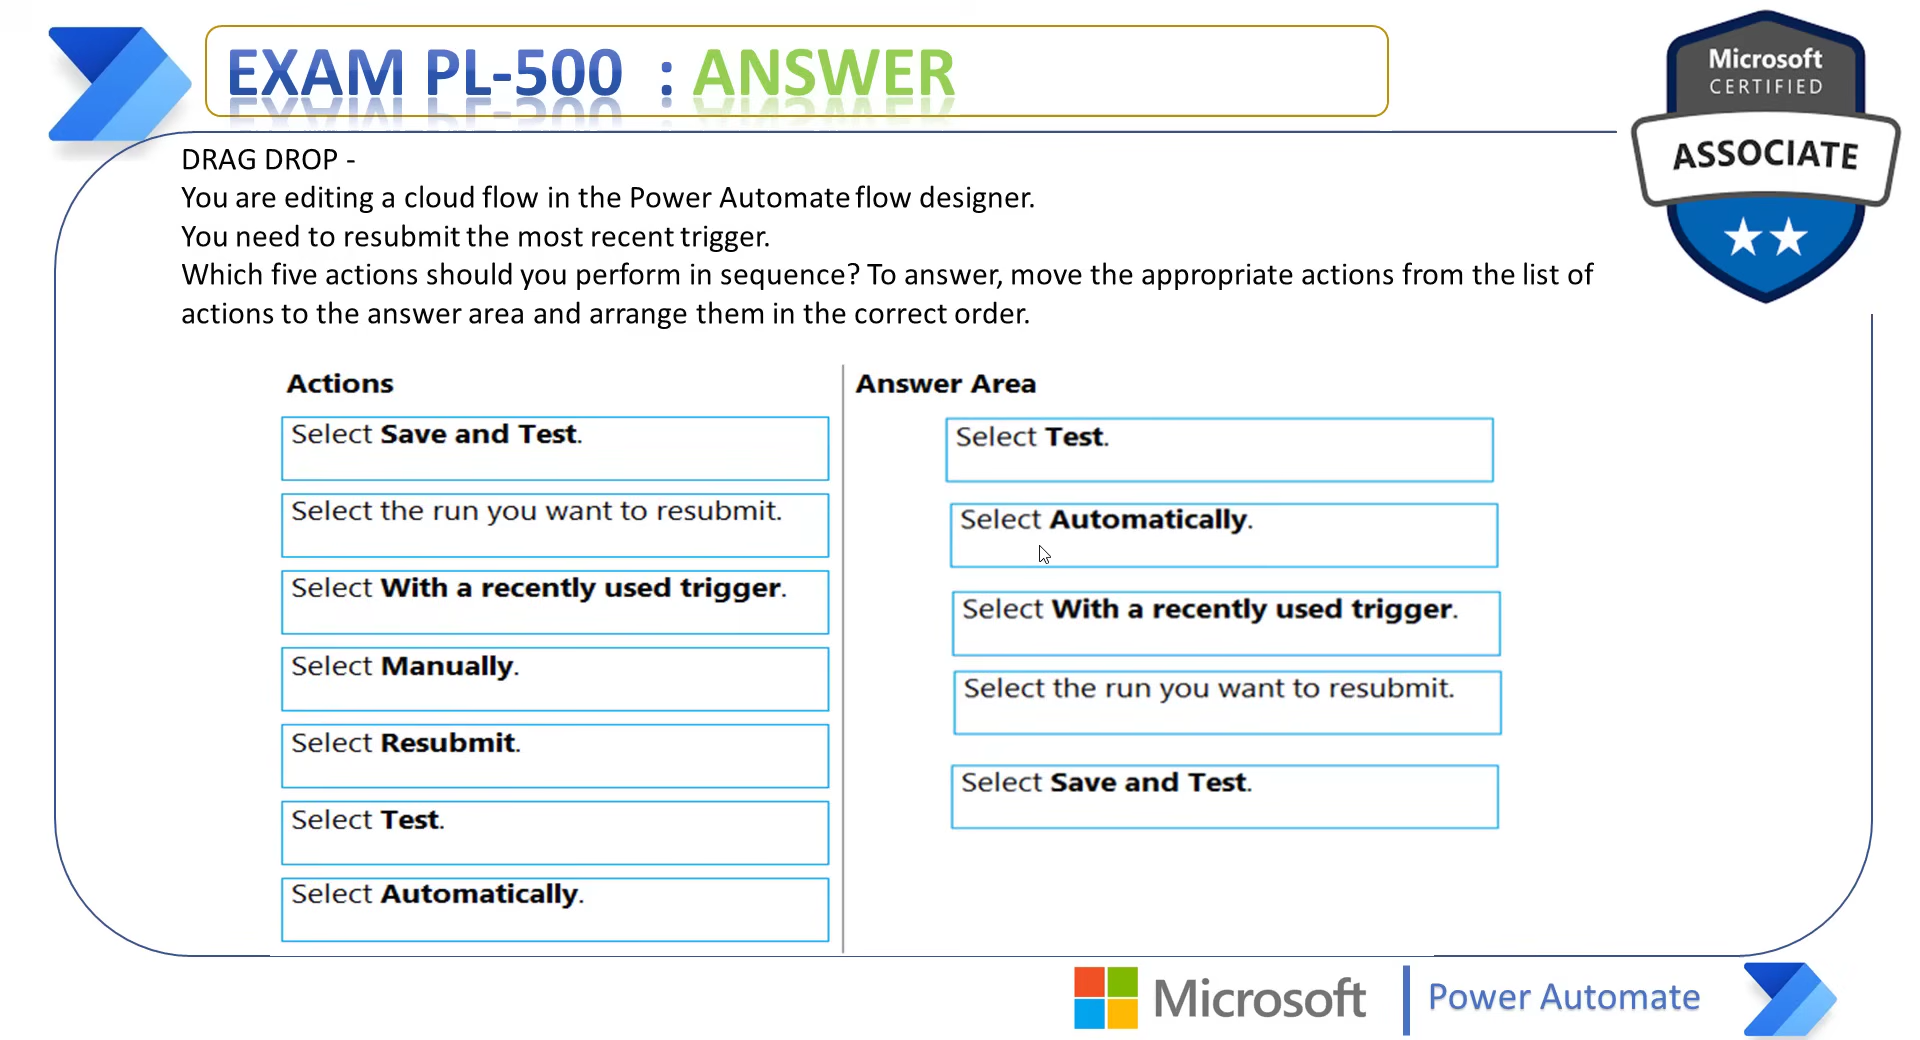 EXAM PL-500 : ANSWER
Microsoft
CERTIFIED
ASSOCIATE
DRAG DROP -
You are editing a cloud flow in the Power Automate flow designer.
You need to resubmit the most recent trigger.
Which five actions should you perform in sequence? To answer, move the appropriate actions from the list of
actions to the answer area and arrange them in the correct order.
Actions
Select Save and Test.
Select the run you want to resubmit.
Select With a recently used trigger.
Select Manually.
Select Resubmit.
Select Test.
Select Automatically.
Answer Area
Select Test.
Select Automatically.
Select With a recently used trigger.
Select the run you want to resubmit.
Select Save and Test.
Microsoft
Power Automate